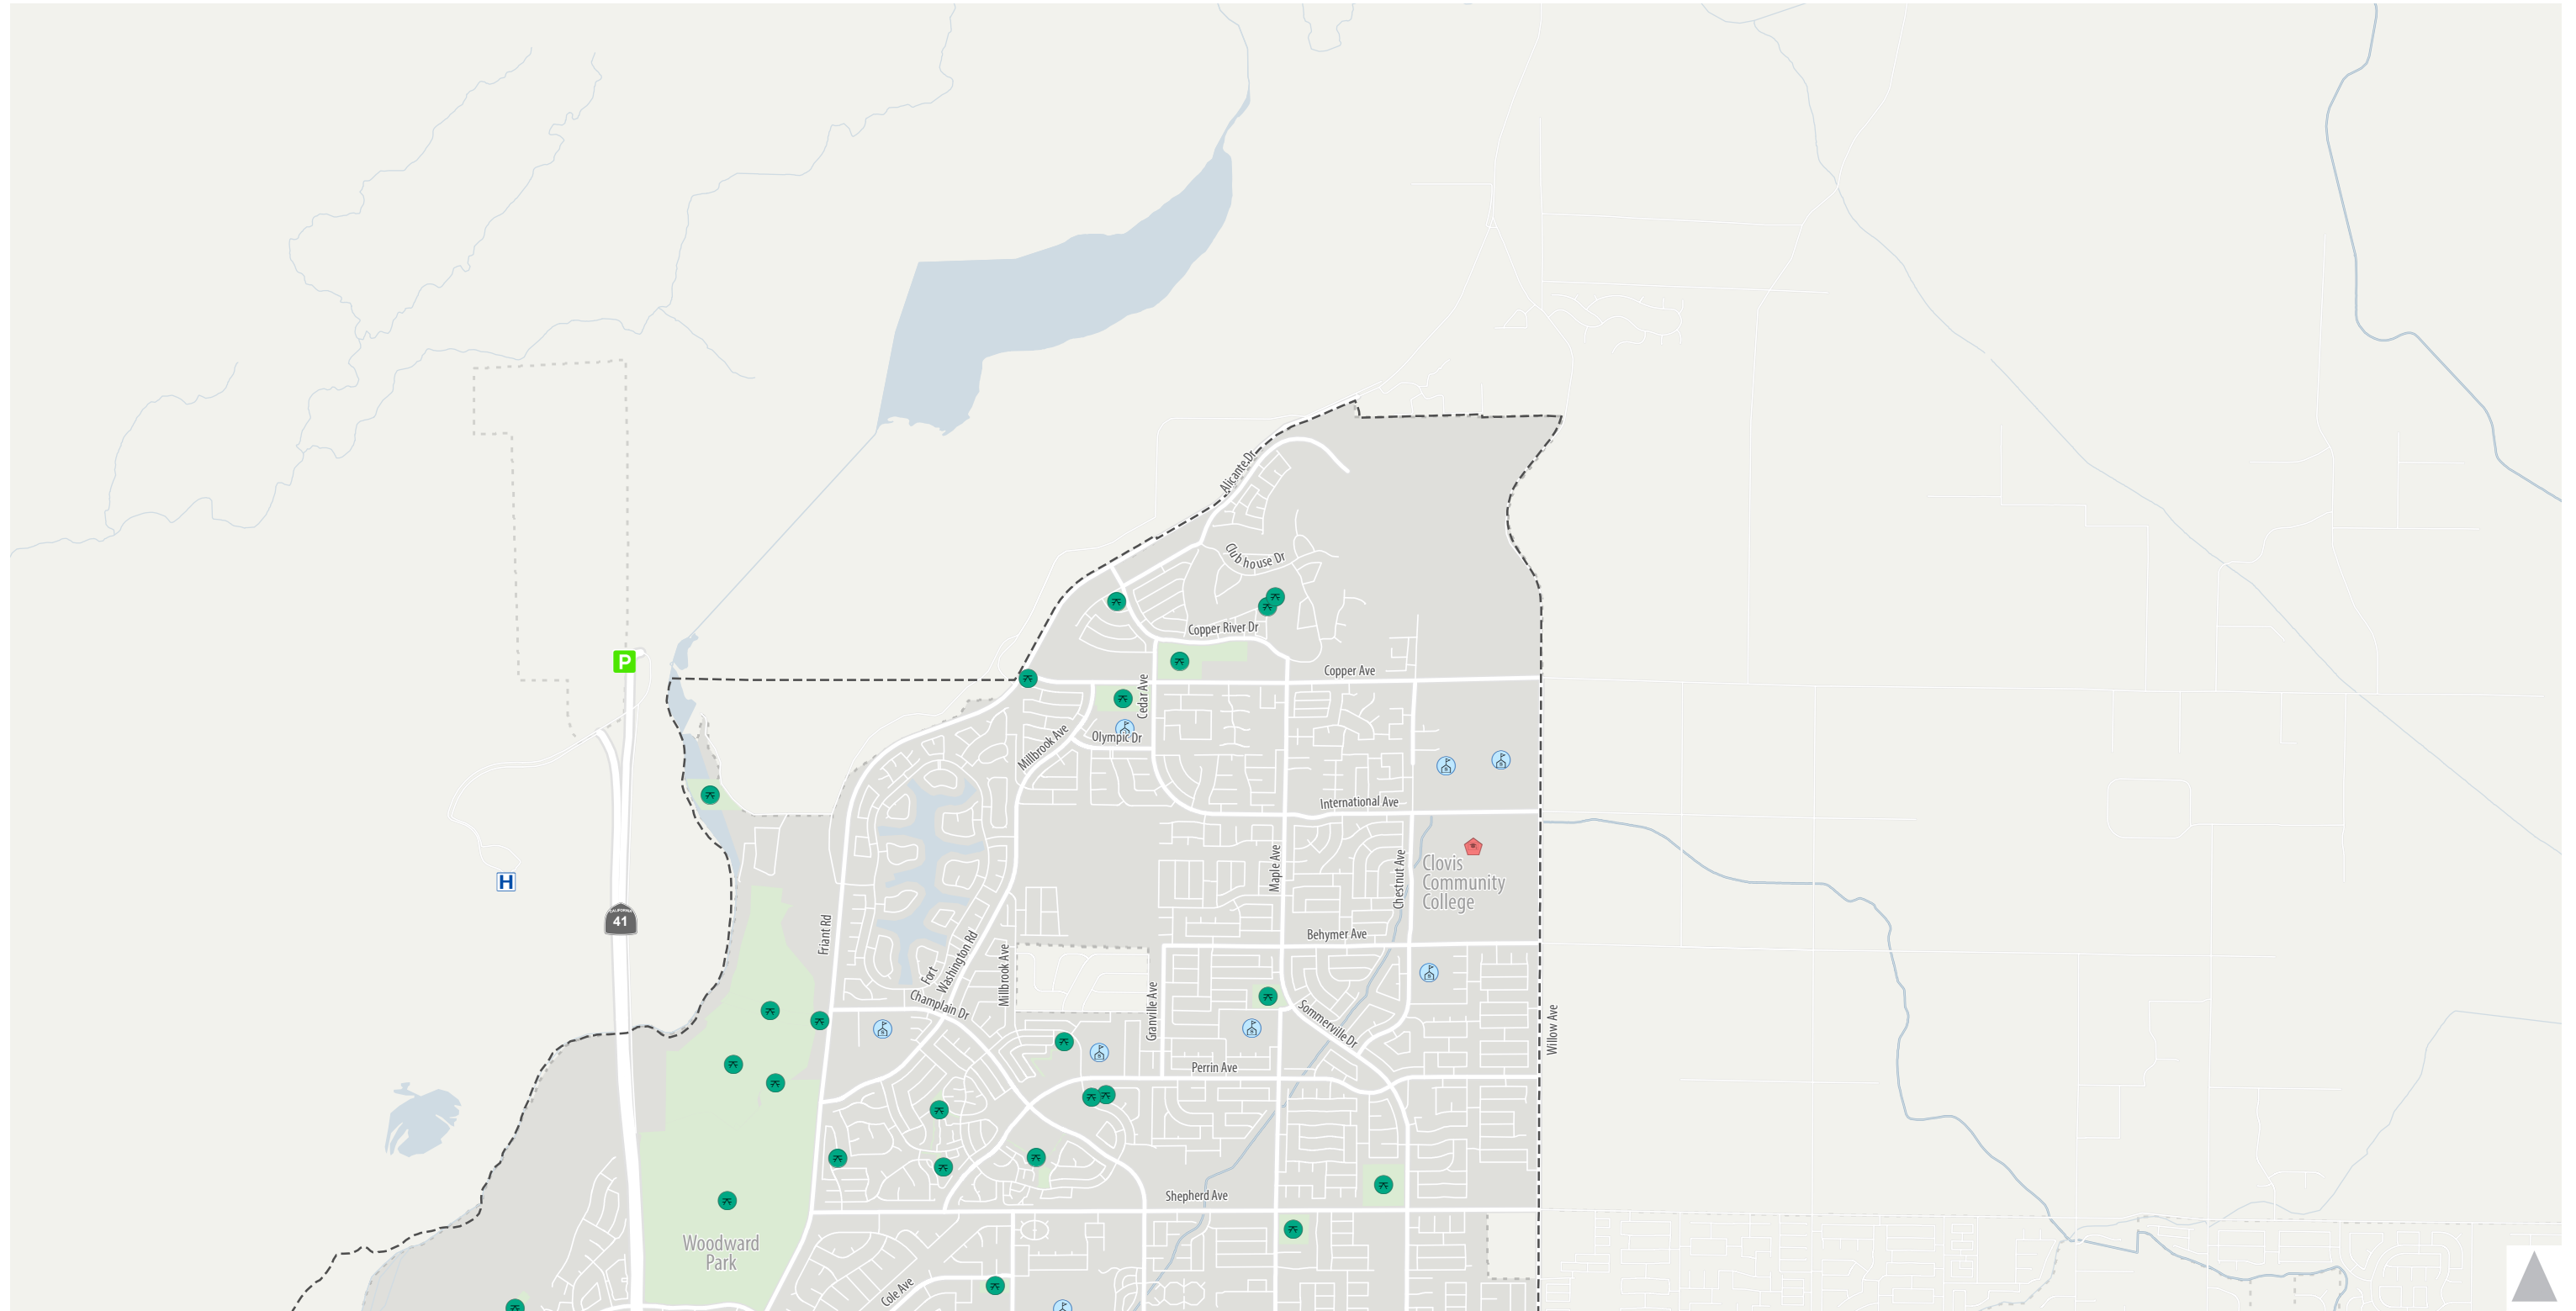 Alicante Dr
Club house Dr
Copper River Dr
Copper Ave
Cedar Ave
P
Millbrook Ave
Olympic Dr
International Ave
Maple Ave
Chestnut Ave
Clovis
Community
College
H
CALIFORNIA
41
Friant Rd
Behymer Ave
Fort
Washington Rd
Millbrook Ave
Champlain Dr
Granville Ave
Sommerville Dr
Willow Ave
Perrin Ave
Shepherd Ave
Woodward
Park
Cole Ave